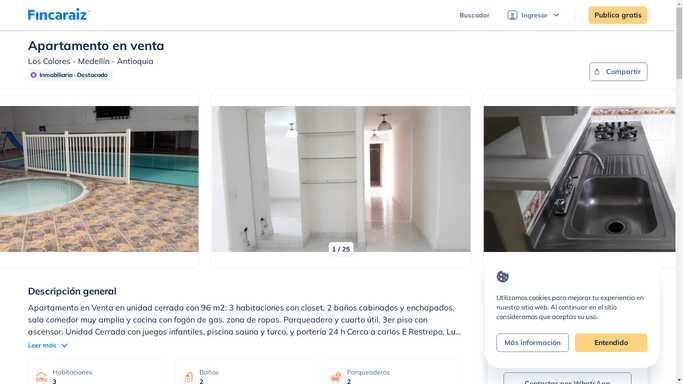 Fincaraiz
Buscador
Ingresar
Publica gratis
Apartamento en venta
Los Colores - Medellín - Antioquia
Inmobiliaria - Destacado
Compartir
1 / 25
Descripción general
Apartamento en Venta en unidad cerrada con 96 m2: 3 habitaciones con closet, 2 baños cabinados y enchapados,
sala comedor muy amplia y cocina con fogón de gas. zona de ropas. Parqueadero y cuarto útil. 3er piso con
ascensor. Unidad Cerrada con juegos infantiles, piscina sauna y turco, y portería 24 h Cerca a carlos E Restrepo, Lu...
Leer más
Habitaciones
3
Baños
2
Parqueaderos
2
Utilizamos cookies para mejorar tu experiencia en
nuestro sitio web. Al continuar en el sitio
consideramos que aceptas su uso.
Más información
Entendido
Contactar por WhatsApp